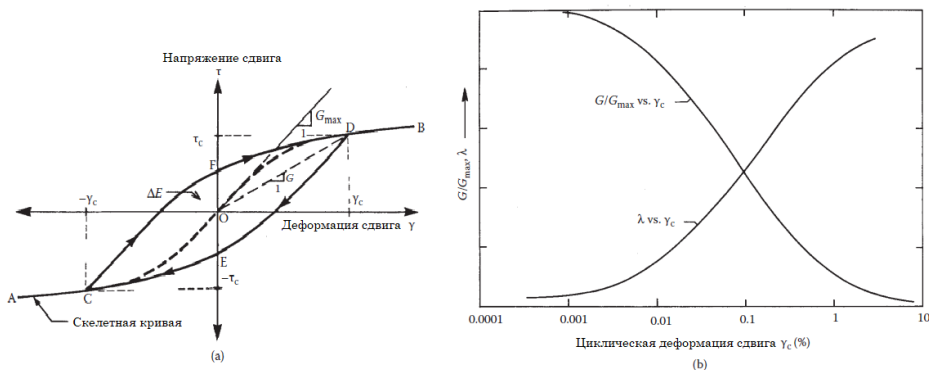 Напряжение сдвига
τ
G_max
1
τ_c
D
B
F
G
1
ΔE
−γ_c
γ_c
O
Деформация сдвига γ
E
−τ_c
A
C
Скелетная кривая
(a)
G/G_max, λ
G/G_max vs. γ_c
λ vs. γ_c
0.0001
0.001
0.01
0.1
1
10
Циклическая деформация сдвига γ_c (%)
(b)